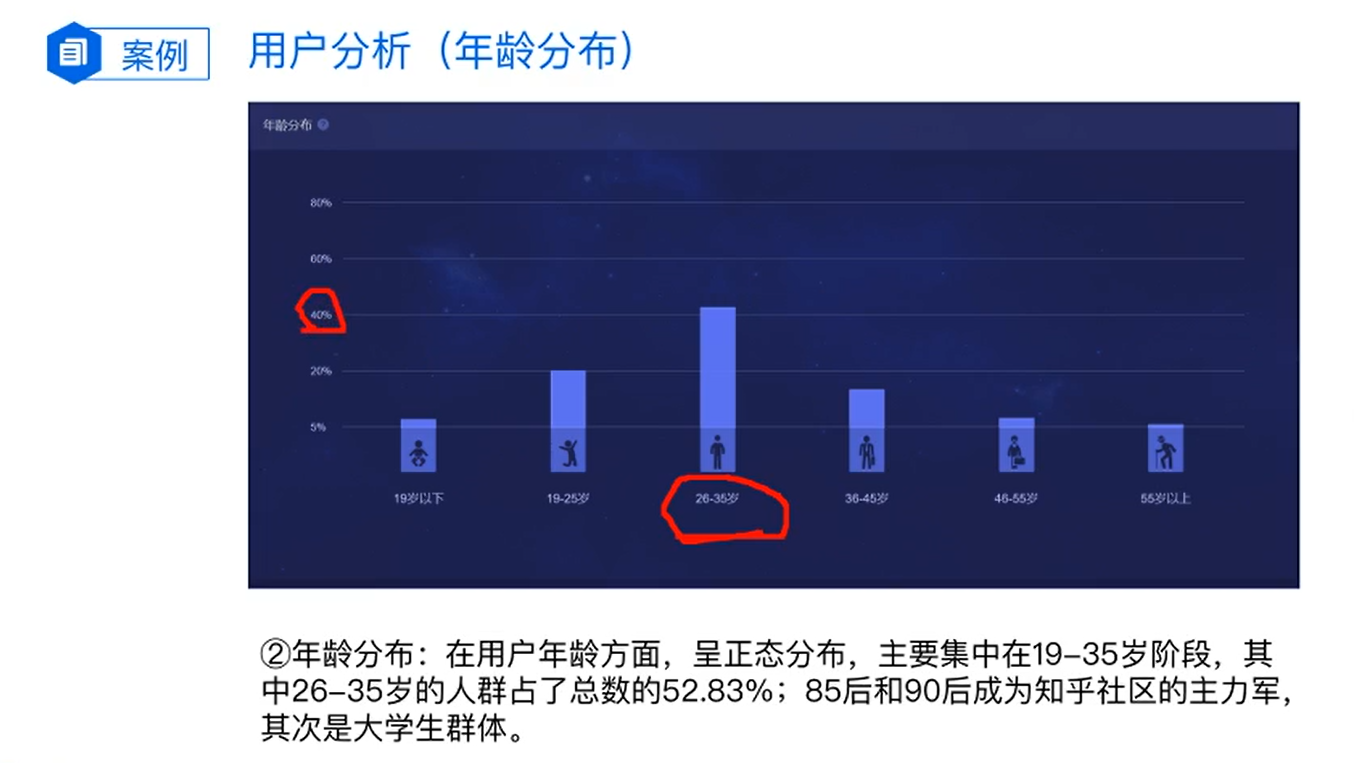 案例
用户分析（年龄分布）
年龄分布
80%
60%
40%
20%
5%
19岁以下
19-25岁
26-35岁
36-45岁
46-55岁
55岁以上
②年龄分布：在用户年龄方面，呈正态分布，主要集中在19–35岁阶段，其
中26–35岁的人群占了总数的52.83%；85后和90后成为知乎社区的主力军，
其次是大学生群体。